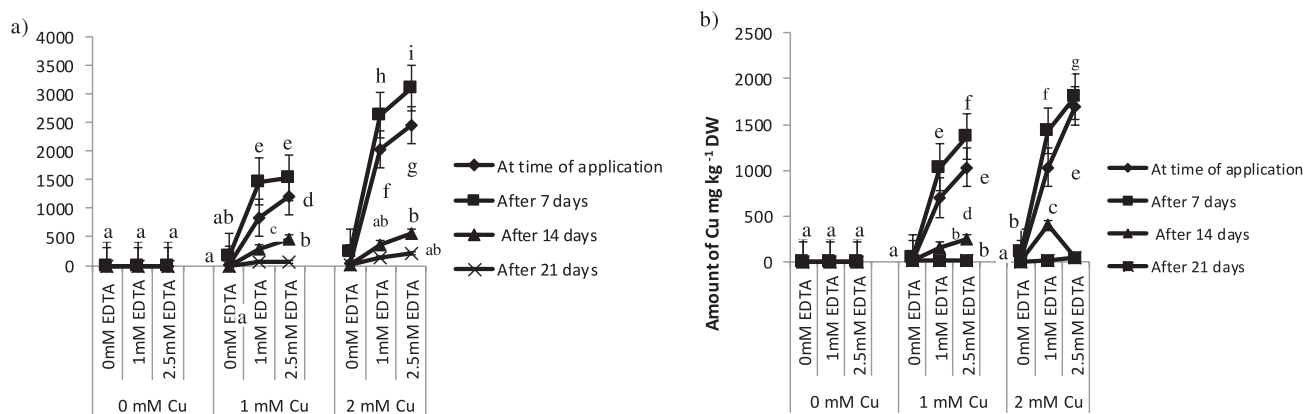 a)
4000
3500
3000
2500
2000
1500
1000
500
0
a a a
ab
a
a
e e
d
c
b
h i
g
f
ab b
ab
0mM EDTA
1mM EDTA
2.5mM EDTA
0mM EDTA
1mM EDTA
2.5mM EDTA
0mM EDTA
1mM EDTA
2.5mM EDTA
0 mM Cu
1 mM Cu
2 mM Cu
At time of application
After 7 days
After 14 days
After 21 days
b)
Amount of Cu mg kg⁻¹ DW
2500
2000
1500
1000
500
0
a a a
a
e f
e
d
b
b
b
a
f g
e
c
0mM EDTA
1mM EDTA
2.5mM EDTA
0mM EDTA
1mM EDTA
2.5mM EDTA
0mM EDTA
1mM EDTA
2.5mM EDTA
0 mM Cu
1 mM Cu
2 mM Cu
At time of application
After 7 days
After 14 days
After 21 days